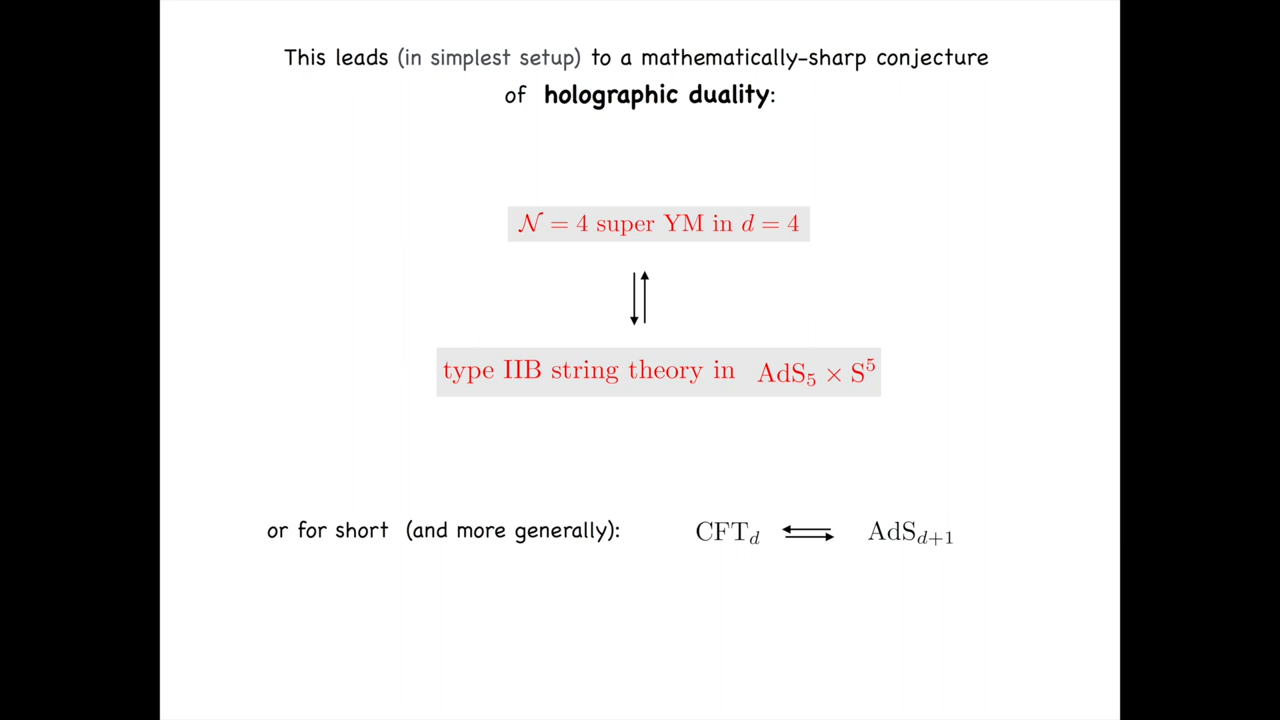 This leads (in simplest setup) to a mathematically-sharp conjecture
of holographic duality:
𝒩 = 4 super YM in d = 4
type IIB string theory in AdS₅ × S⁵
or for short (and more generally): CFT_d ⇌ AdS_{d+1}